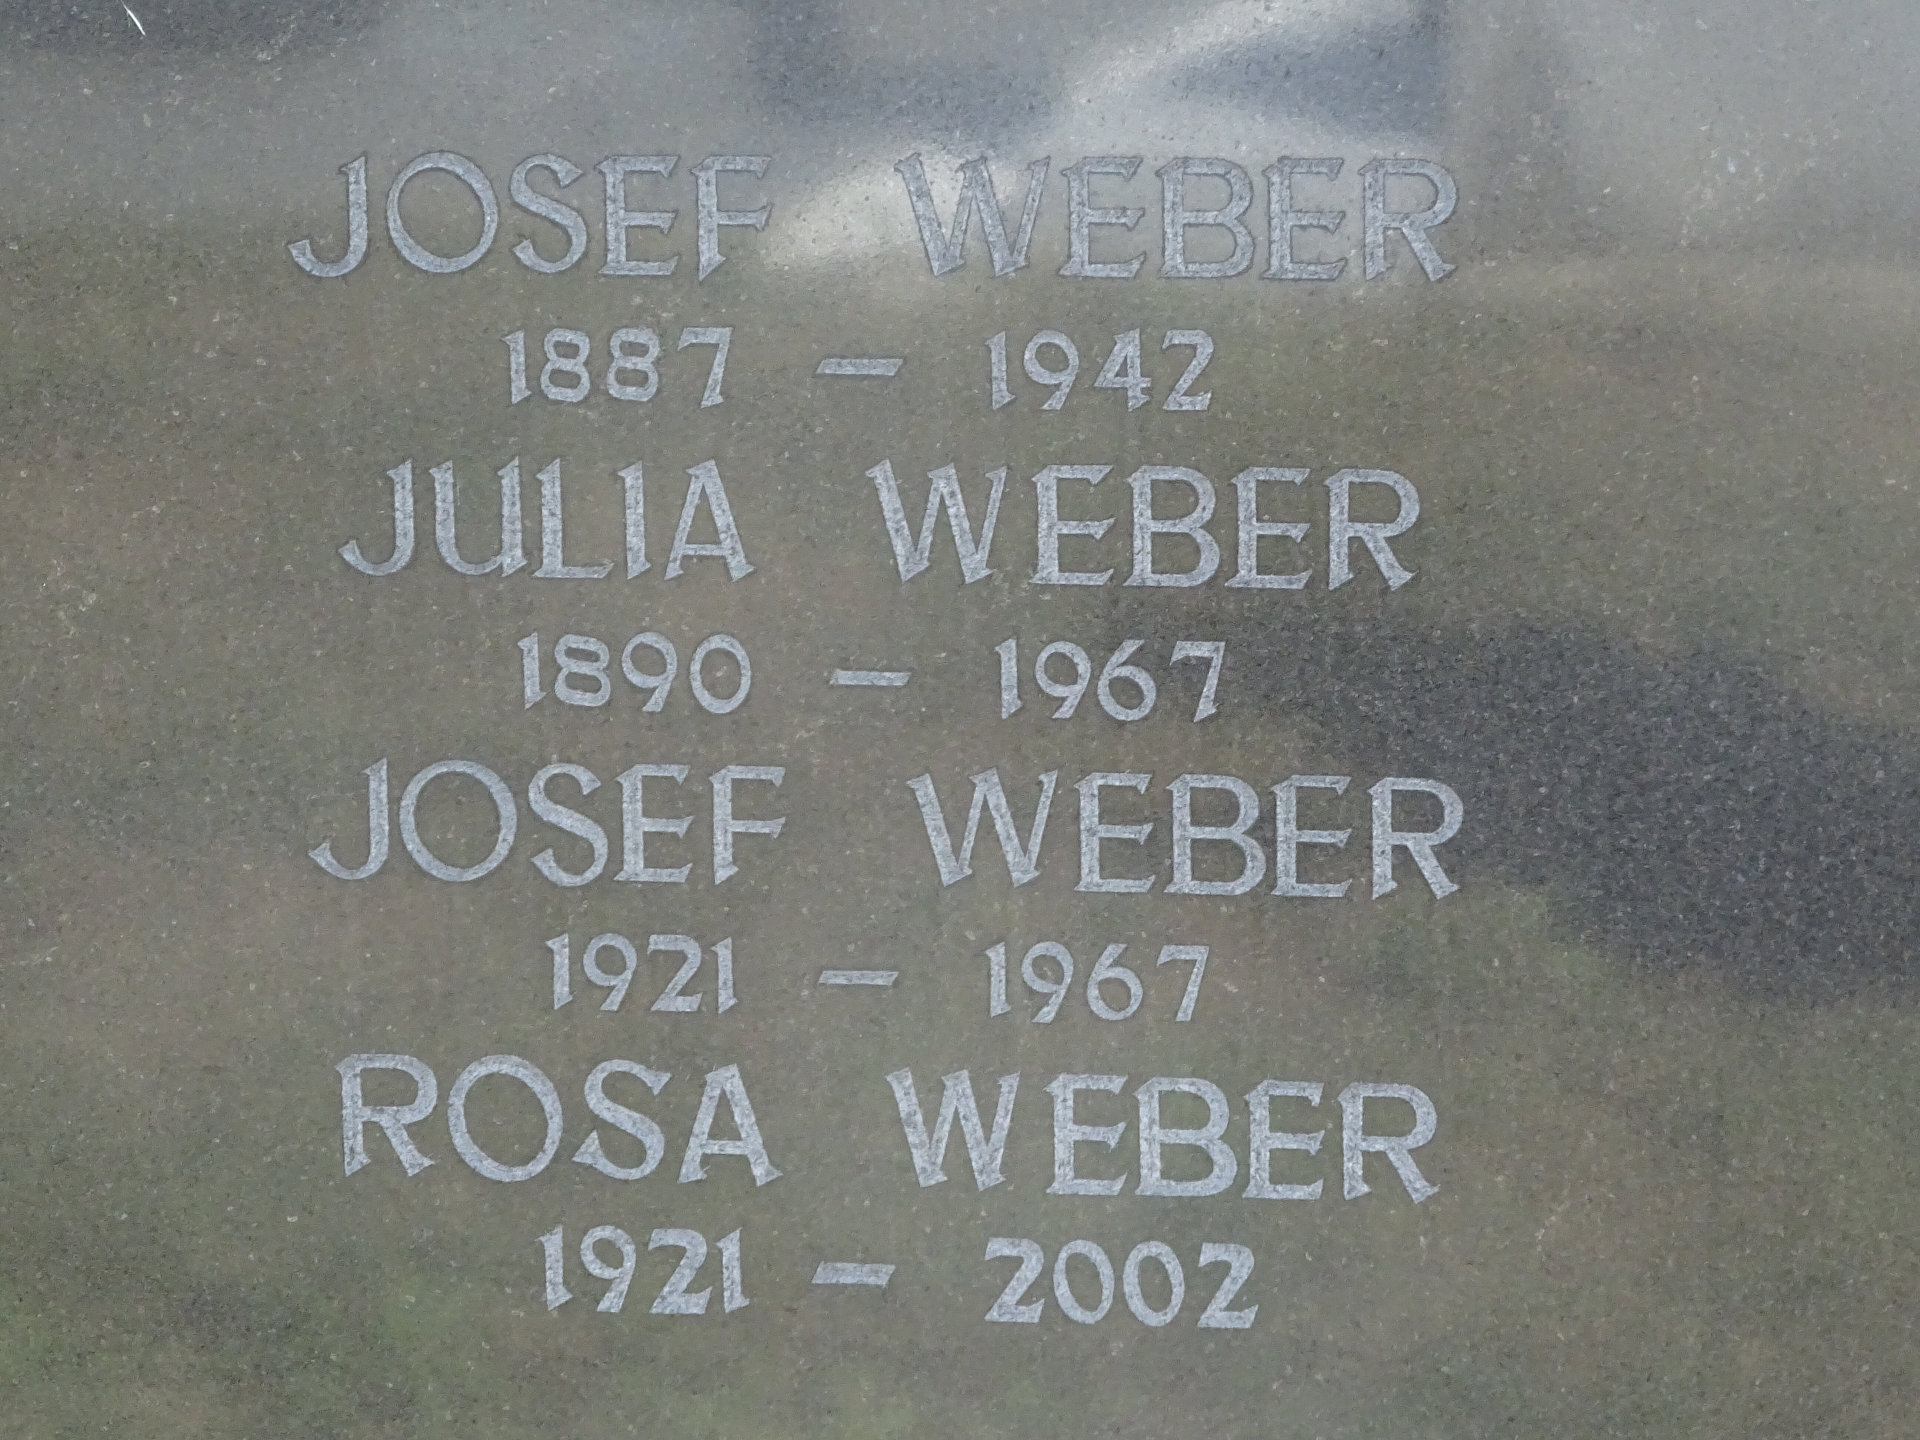 JOSEF WEBER
1887 – 1942
JULIA WEBER
1890 – 1967
JOSEF WEBER
1921 – 1967
ROSA WEBER
1921 – 2002